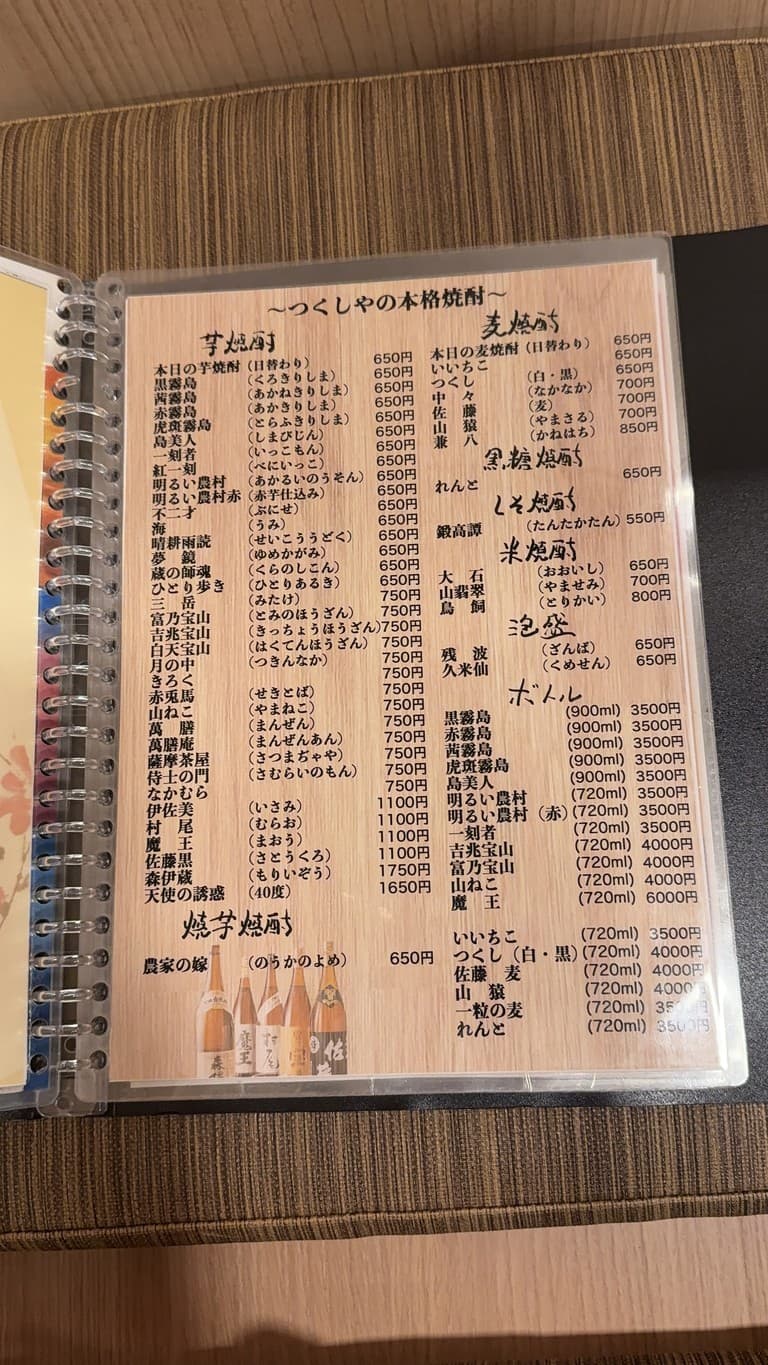 ～つくしやの本格焼酎～
芋焼酎
本日の芋焼酎（日替わり） 650円
黒霧島 （くろきりしま） 650円
茜霧島 （あかねきりしま） 650円
赤霧島 （あかきりしま） 650円
虎斑霧島 （とらふきりしま） 650円
島美人 （しまびじん） 650円
一刻者 （いっこもん） 650円
紅一刻 （べにいっこ） 650円
明るい農村 （あかるいのうそん） 650円
明るい農村赤（赤芋仕込み） 650円
不二才 （ぶにせ） 650円
海 （うみ） 650円
晴耕雨読 （せいこううどく） 650円
夢　鏡 （ゆめかがみ） 650円
蔵の師魂 （くらのしこん） 650円
ひとり歩き （ひとりあるき） 650円
三　岳 （みたけ） 750円
富乃宝山 （とみのほうざん） 750円
吉兆宝山 （きっちょうほうざん） 750円
白天宝山 （はくてんほうざん） 750円
月の中 （つきんなか） 750円
きろく 750円
赤兎馬 （せきとば） 750円
山ねこ （やまねこ） 750円
萬　膳 （まんぜん） 750円
萬膳庵 （まんぜんあん） 750円
薩摩茶屋 （さつまぢゃや） 750円
侍士の門 （さむらいのもん） 750円
なかむら 750円
伊佐美 （いさみ） 1100円
村　尾 （むらお） 1100円
魔　王 （まおう） 1100円
佐藤黒 （さとうくろ） 1100円
森伊蔵 （もりいぞう） 1750円
天使の誘惑 （40度） 1650円
焼芋焼酎
農家の嫁 （のうかのよめ） 650円
麦焼酎
本日の麦焼酎（日替わり） 650円
いいちこ 650円
つくし （白・黒） 650円
中　々 （なかなか） 700円
佐　藤 （麦） 700円
山　猿 （やまさる） 700円
兼　八 （かねはち） 850円
黒糖焼酎
れんと 650円
しそ焼酎
鍛高譚 （たんたかたん） 550円
米焼酎
大　石 （おおいし） 650円
山翡翠 （やませみ） 700円
鳥　飼 （とりかい） 800円
泡盛
残　波 （ざんぱ） 650円
久米仙 （くめせん） 650円
ボトル
黒霧島 (900ml) 3500円
赤霧島 (900ml) 3500円
茜霧島 (900ml) 3500円
虎斑霧島 (900ml) 3500円
島美人 (900ml) 3500円
明るい農村 (720ml) 3500円
明るい農村（赤）(720ml) 3500円
一刻者 (720ml) 3500円
吉兆宝山 (720ml) 4000円
富乃宝山 (720ml) 4000円
山ねこ (720ml) 4000円
魔　王 (720ml) 6000円
いいちこ (720ml) 3500円
つくし（白・黒）(720ml) 4000円
佐藤　麦 (720ml) 4000円
山　猿 (720ml) 4000円
一粒の麦 (720ml) 3500円
れんと (720ml) 3500円
魔王
村尾